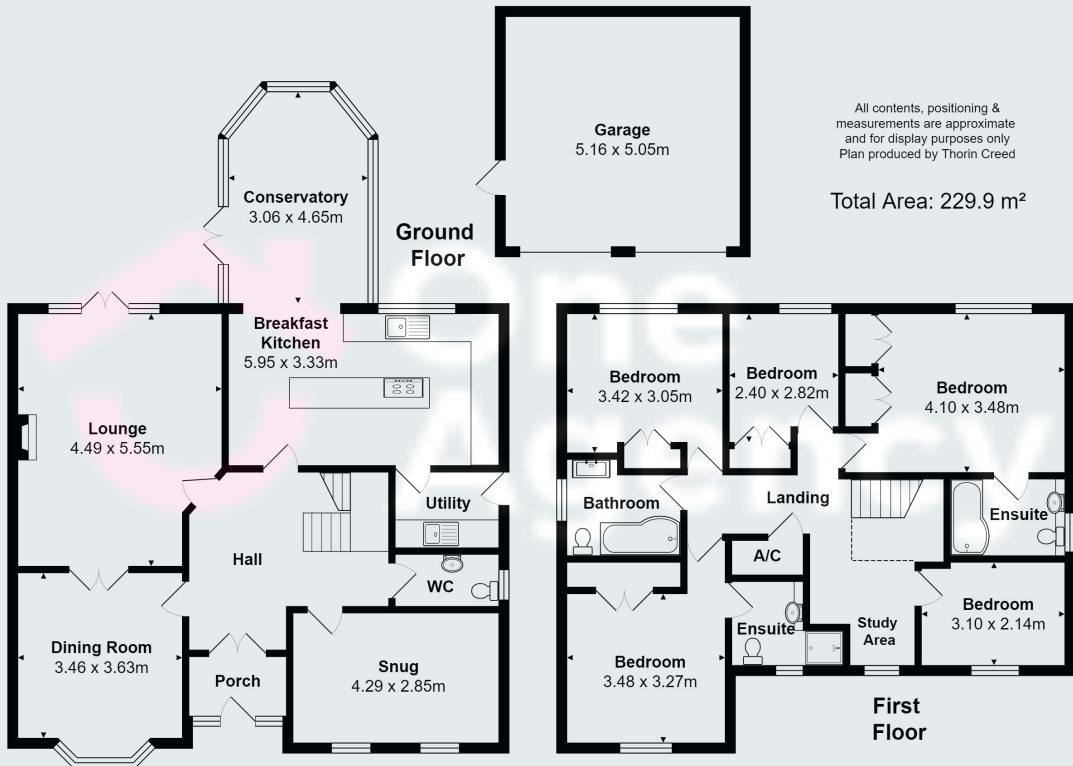 Garage
5.16 x 5.05m
All contents, positioning &
measurements are approximate
and for display purposes only
Plan produced by Thorin Creed
Total Area: 229.9 m²
Conservatory
3.06 x 4.65m
Ground
Floor
One
Agency
Breakfast
Kitchen
5.95 x 3.33m
Lounge
4.49 x 5.55m
Utility
Hall
WC
Dining Room
3.46 x 3.63m
Porch
Snug
4.29 x 2.85m
Bedroom
3.42 x 3.05m
Bedroom
2.40 x 2.82m
Bedroom
4.10 x 3.48m
Bathroom
Landing
Ensuite
A/C
Bedroom
3.10 x 2.14m
Ensuite
Study
Area
Bedroom
3.48 x 3.27m
First
Floor